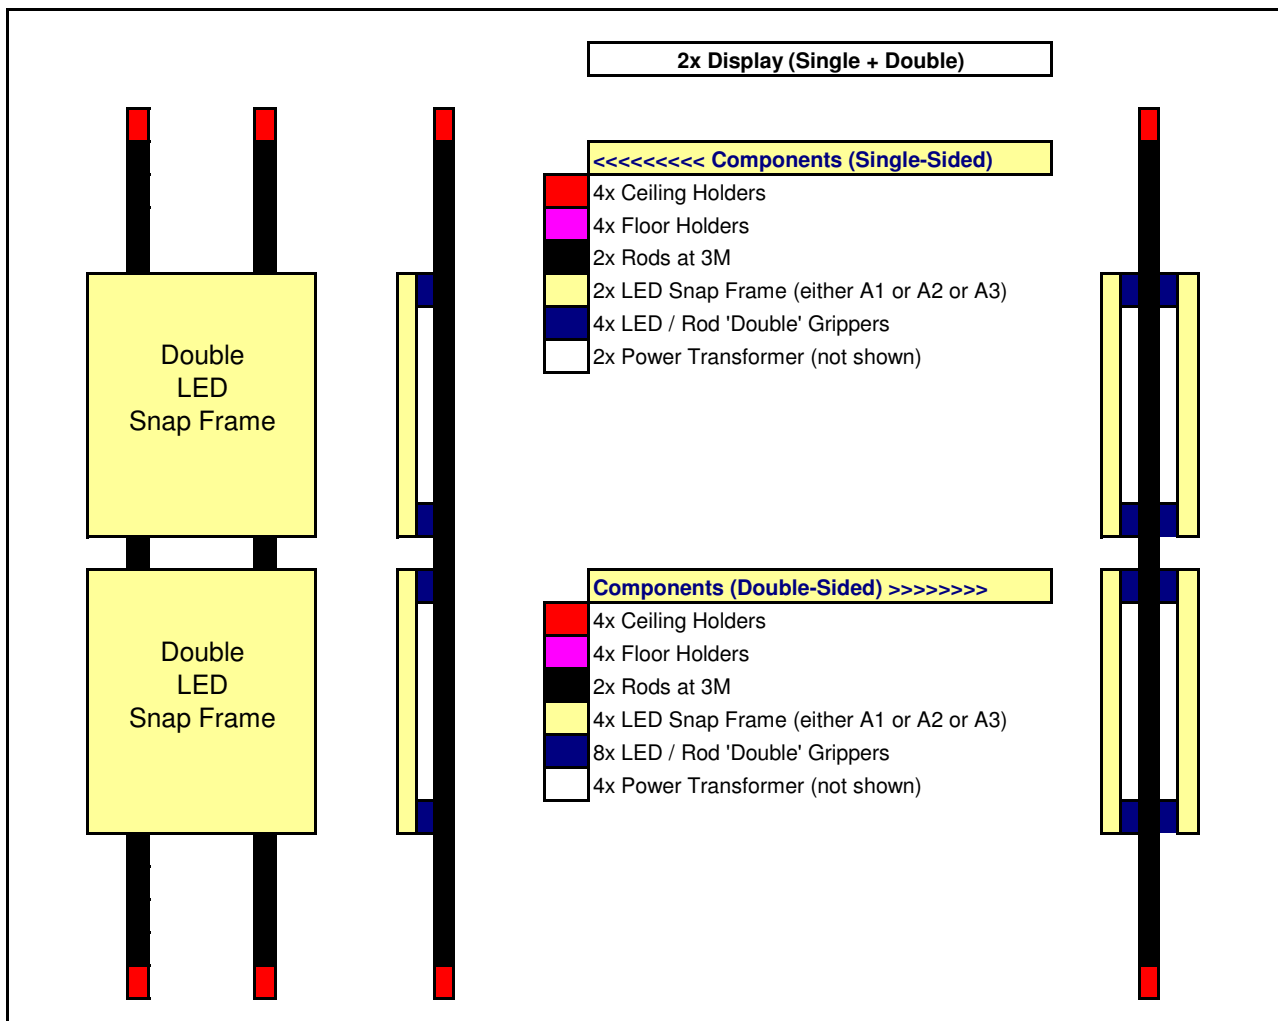 2x Display (Single + Double)
<<<<<<<<< Components (Single-Sided)
4x Ceiling Holders
4x Floor Holders
2x Rods at 3M
2x LED Snap Frame (either A1 or A2 or A3)
4x LED / Rod 'Double' Grippers
2x Power Transformer (not shown)
Double
LED
Snap Frame
Components (Double-Sided) >>>>>>>>
4x Ceiling Holders
4x Floor Holders
2x Rods at 3M
4x LED Snap Frame (either A1 or A2 or A3)
8x LED / Rod 'Double' Grippers
4x Power Transformer (not shown)
Double
LED
Snap Frame